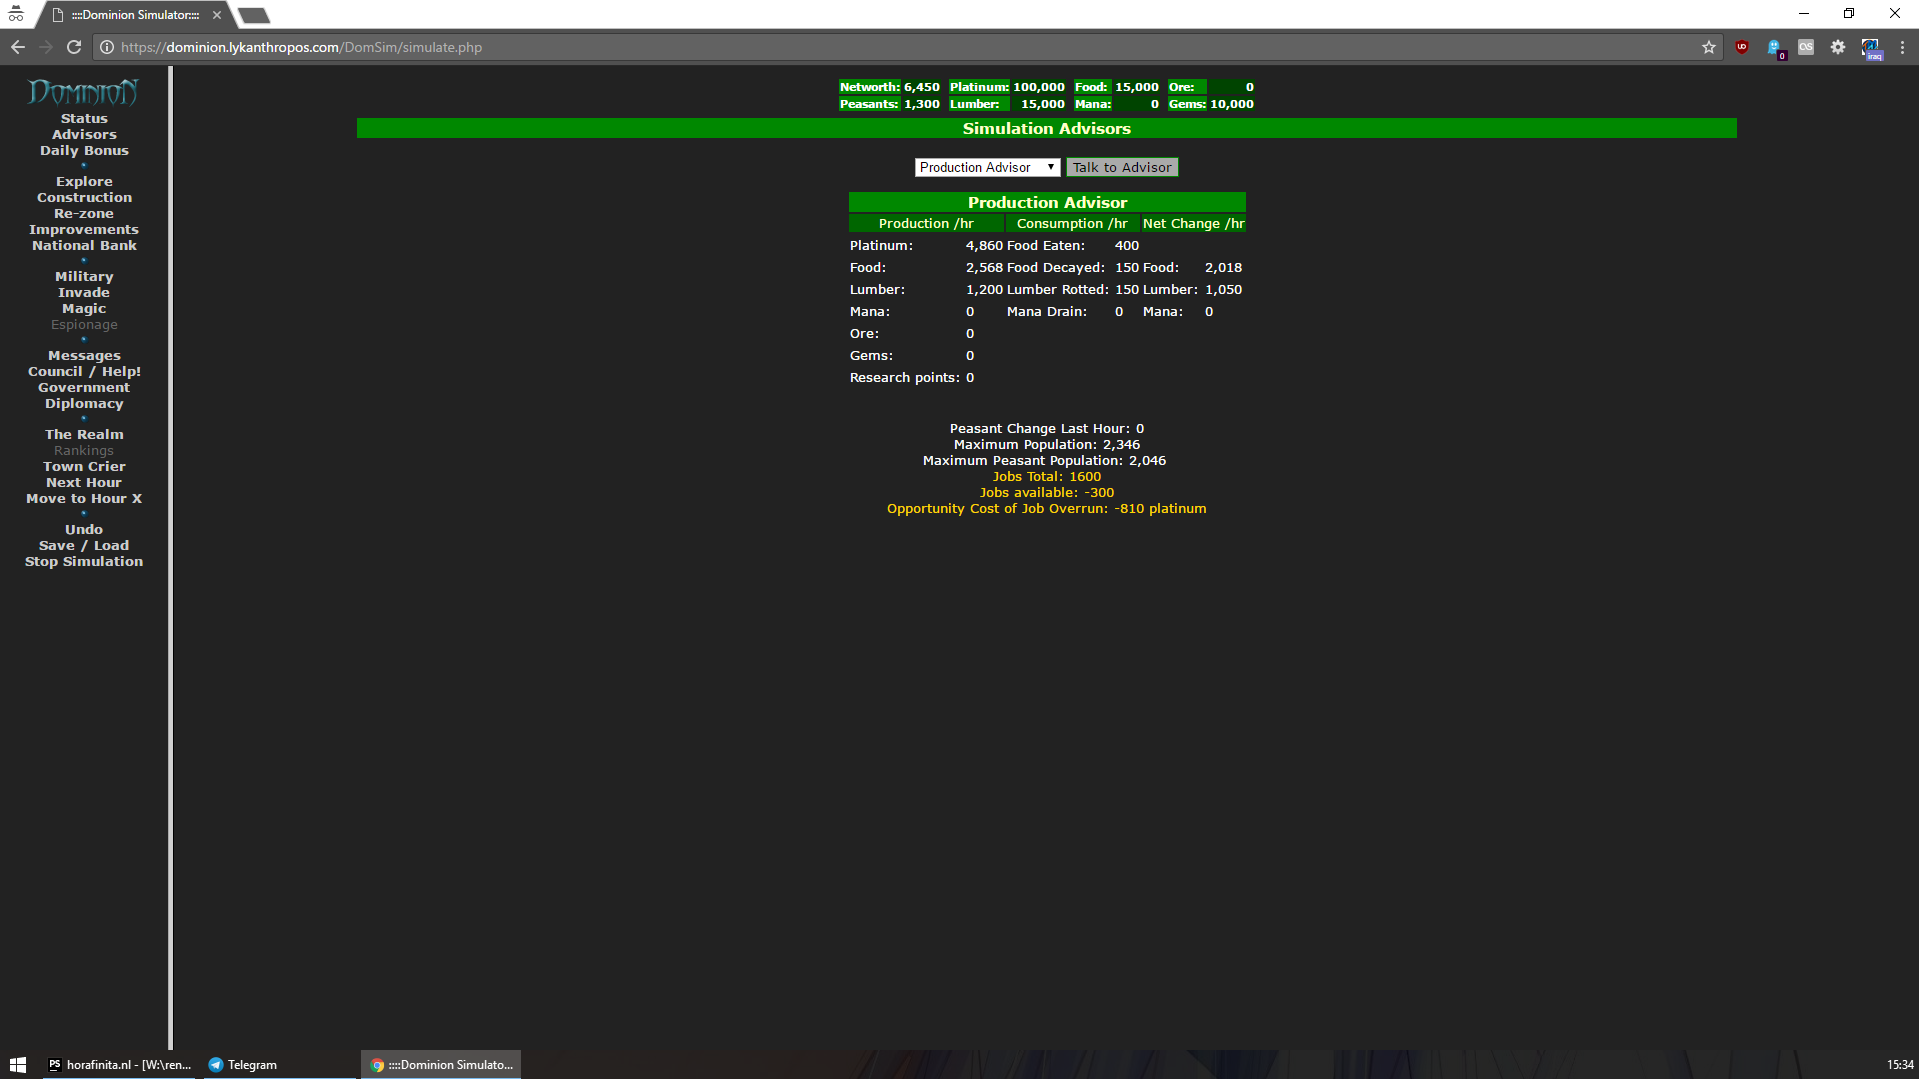 ::::Dominion Simulator::::
https://dominion.lykanthropos.com/DomSim/simulate.php
0
iraq
DOMINION
Status
Advisors
Daily Bonus
Explore
Construction
Re-zone
Improvements
National Bank
Military
Invade
Magic
Espionage
Messages
Council / Help!
Government
Diplomacy
The Realm
Rankings
Town Crier
Next Hour
Move to Hour X
Undo
Save / Load
Stop Simulation
Networth: 6,450 Platinum: 100,000 Food: 15,000 Ore: 0
Peasants: 1,300 Lumber: 15,000 Mana: 0 Gems: 10,000
Simulation Advisors
Production Advisor Talk to Advisor
Production Advisor
Production /hr Consumption /hr Net Change /hr
Platinum: 4,860 Food Eaten: 400
Food: 2,568 Food Decayed: 150 Food: 2,018
Lumber: 1,200 Lumber Rotted: 150 Lumber: 1,050
Mana: 0 Mana Drain: 0 Mana: 0
Ore: 0
Gems: 0
Research points: 0
Peasant Change Last Hour: 0
Maximum Population: 2,346
Maximum Peasant Population: 2,046
Jobs Total: 1600
Jobs available: -300
Opportunity Cost of Job Overrun: -810 platinum
PS horafinita.nl - [W:\ren... Telegram ::::Dominion Simulato... 15:34